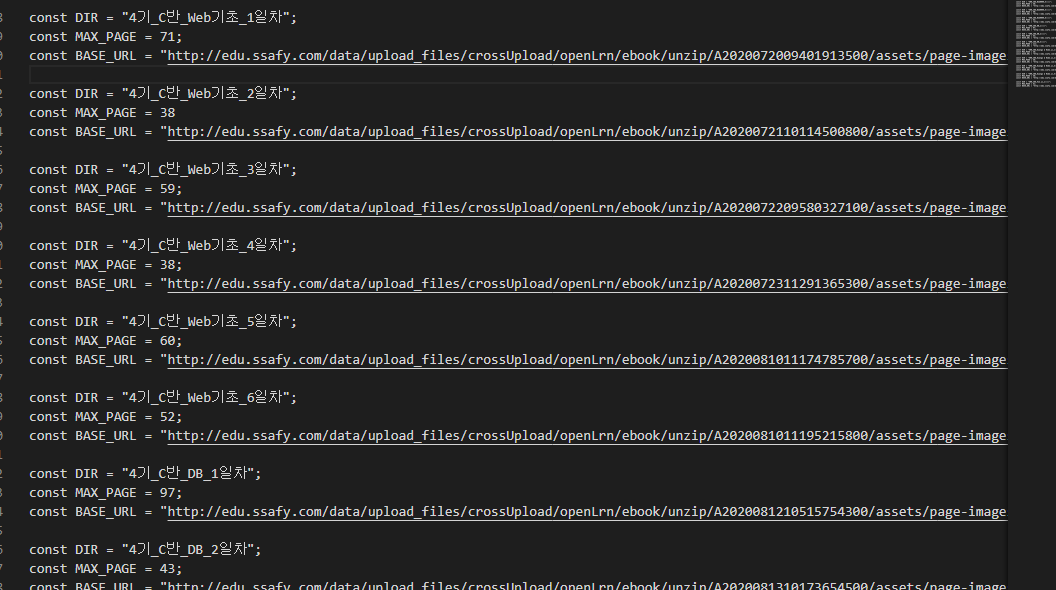 const DIR = "4기_C반_Web기초_1일차";
const MAX_PAGE = 71;
const BASE_URL = "http://edu.ssafy.com/data/upload_files/crossUpload/openLrn/ebook/unzip/A2020072009401913500/assets/page-image
const DIR = "4기_C반_Web기초_2일차";
const MAX_PAGE = 38
const BASE_URL = "http://edu.ssafy.com/data/upload_files/crossUpload/openLrn/ebook/unzip/A2020072110114500800/assets/page-image
const DIR = "4기_C반_Web기초_3일차";
const MAX_PAGE = 59;
const BASE_URL = "http://edu.ssafy.com/data/upload_files/crossUpload/openLrn/ebook/unzip/A2020072209580327100/assets/page-image
const DIR = "4기_C반_Web기초_4일차";
const MAX_PAGE = 38;
const BASE_URL = "http://edu.ssafy.com/data/upload_files/crossUpload/openLrn/ebook/unzip/A2020072311291365300/assets/page-image
const DIR = "4기_C반_Web기초_5일차";
const MAX_PAGE = 60;
const BASE_URL = "http://edu.ssafy.com/data/upload_files/crossUpload/openLrn/ebook/unzip/A2020081011174785700/assets/page-image
const DIR = "4기_C반_Web기초_6일차";
const MAX_PAGE = 52;
const BASE_URL = "http://edu.ssafy.com/data/upload_files/crossUpload/openLrn/ebook/unzip/A2020081011195215800/assets/page-image
const DIR = "4기_C반_DB_1일차";
const MAX_PAGE = 97;
const BASE_URL = "http://edu.ssafy.com/data/upload_files/crossUpload/openLrn/ebook/unzip/A2020081210515754300/assets/page-image
const DIR = "4기_C반_DB_2일차";
const MAX_PAGE = 43;
const BASE_URL = "http://edu.ssafy.com/data/upload_files/crossUpload/openLrn/ebook/unzip/A2020081310173654500/assets/page-image